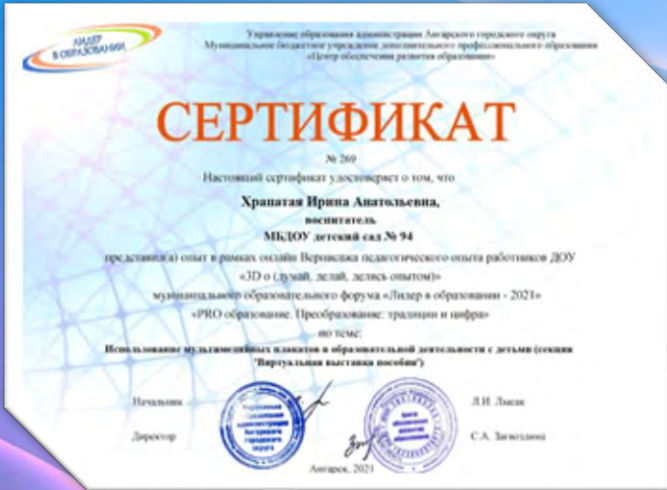 ЛИДЕР
В ОБРАЗОВАНИИ
Управление образования администрации Ангарского городского округа
Муниципальное бюджетное учреждение дополнительного профессионального образования
«Центр обеспечения развития образования»
СЕРТИФИКАТ
№ 269
Настоящий сертификат удостоверяет о том, что
Храпатая Ирина Анатольевна,
воспитатель
МБДОУ детский сад № 94
представил(а) опыт в рамках онлайн Вернисажа педагогического опыта работников ДОУ
«3D о (думай, делай, делись опытом)»
муниципального образовательного форума «Лидер в образовании - 2021»
«PRO образование. Преобразование: традиции и цифра»
по теме:
Использование мультимедийных плакатов в образовательной деятельности с детьми (секция
"Виртуальная выставка пособия")
Начальник
Л.И. Лысак
Директор
С.А. Загвоздина
Ангарск, 2021